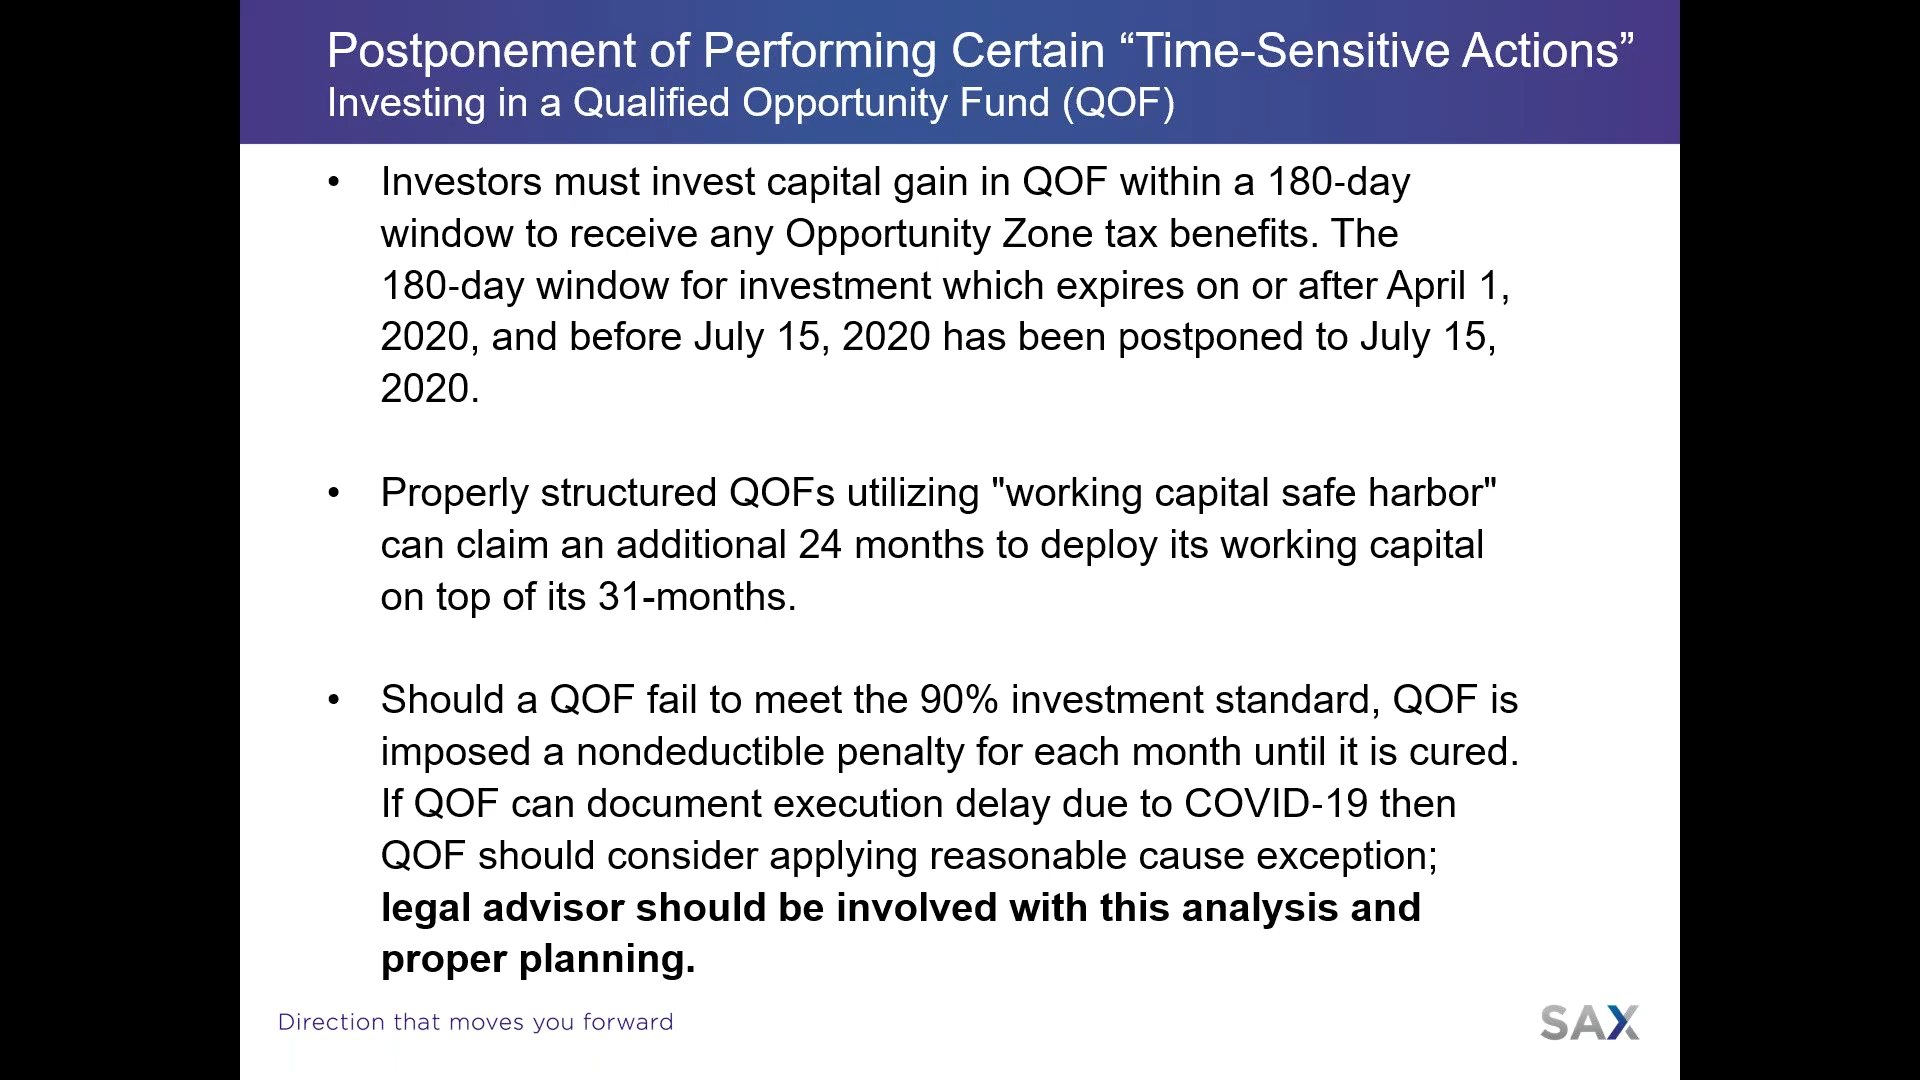 Postponement of Performing Certain “Time-Sensitive Actions”
Investing in a Qualified Opportunity Fund (QOF)
• Investors must invest capital gain in QOF within a 180-day
window to receive any Opportunity Zone tax benefits. The
180-day window for investment which expires on or after April 1,
2020, and before July 15, 2020 has been postponed to July 15,
2020.
• Properly structured QOFs utilizing "working capital safe harbor"
can claim an additional 24 months to deploy its working capital
on top of its 31-months.
• Should a QOF fail to meet the 90% investment standard, QOF is
imposed a nondeductible penalty for each month until it is cured.
If QOF can document execution delay due to COVID-19 then
QOF should consider applying reasonable cause exception;
legal advisor should be involved with this analysis and
proper planning.
Direction that moves you forward
SAX